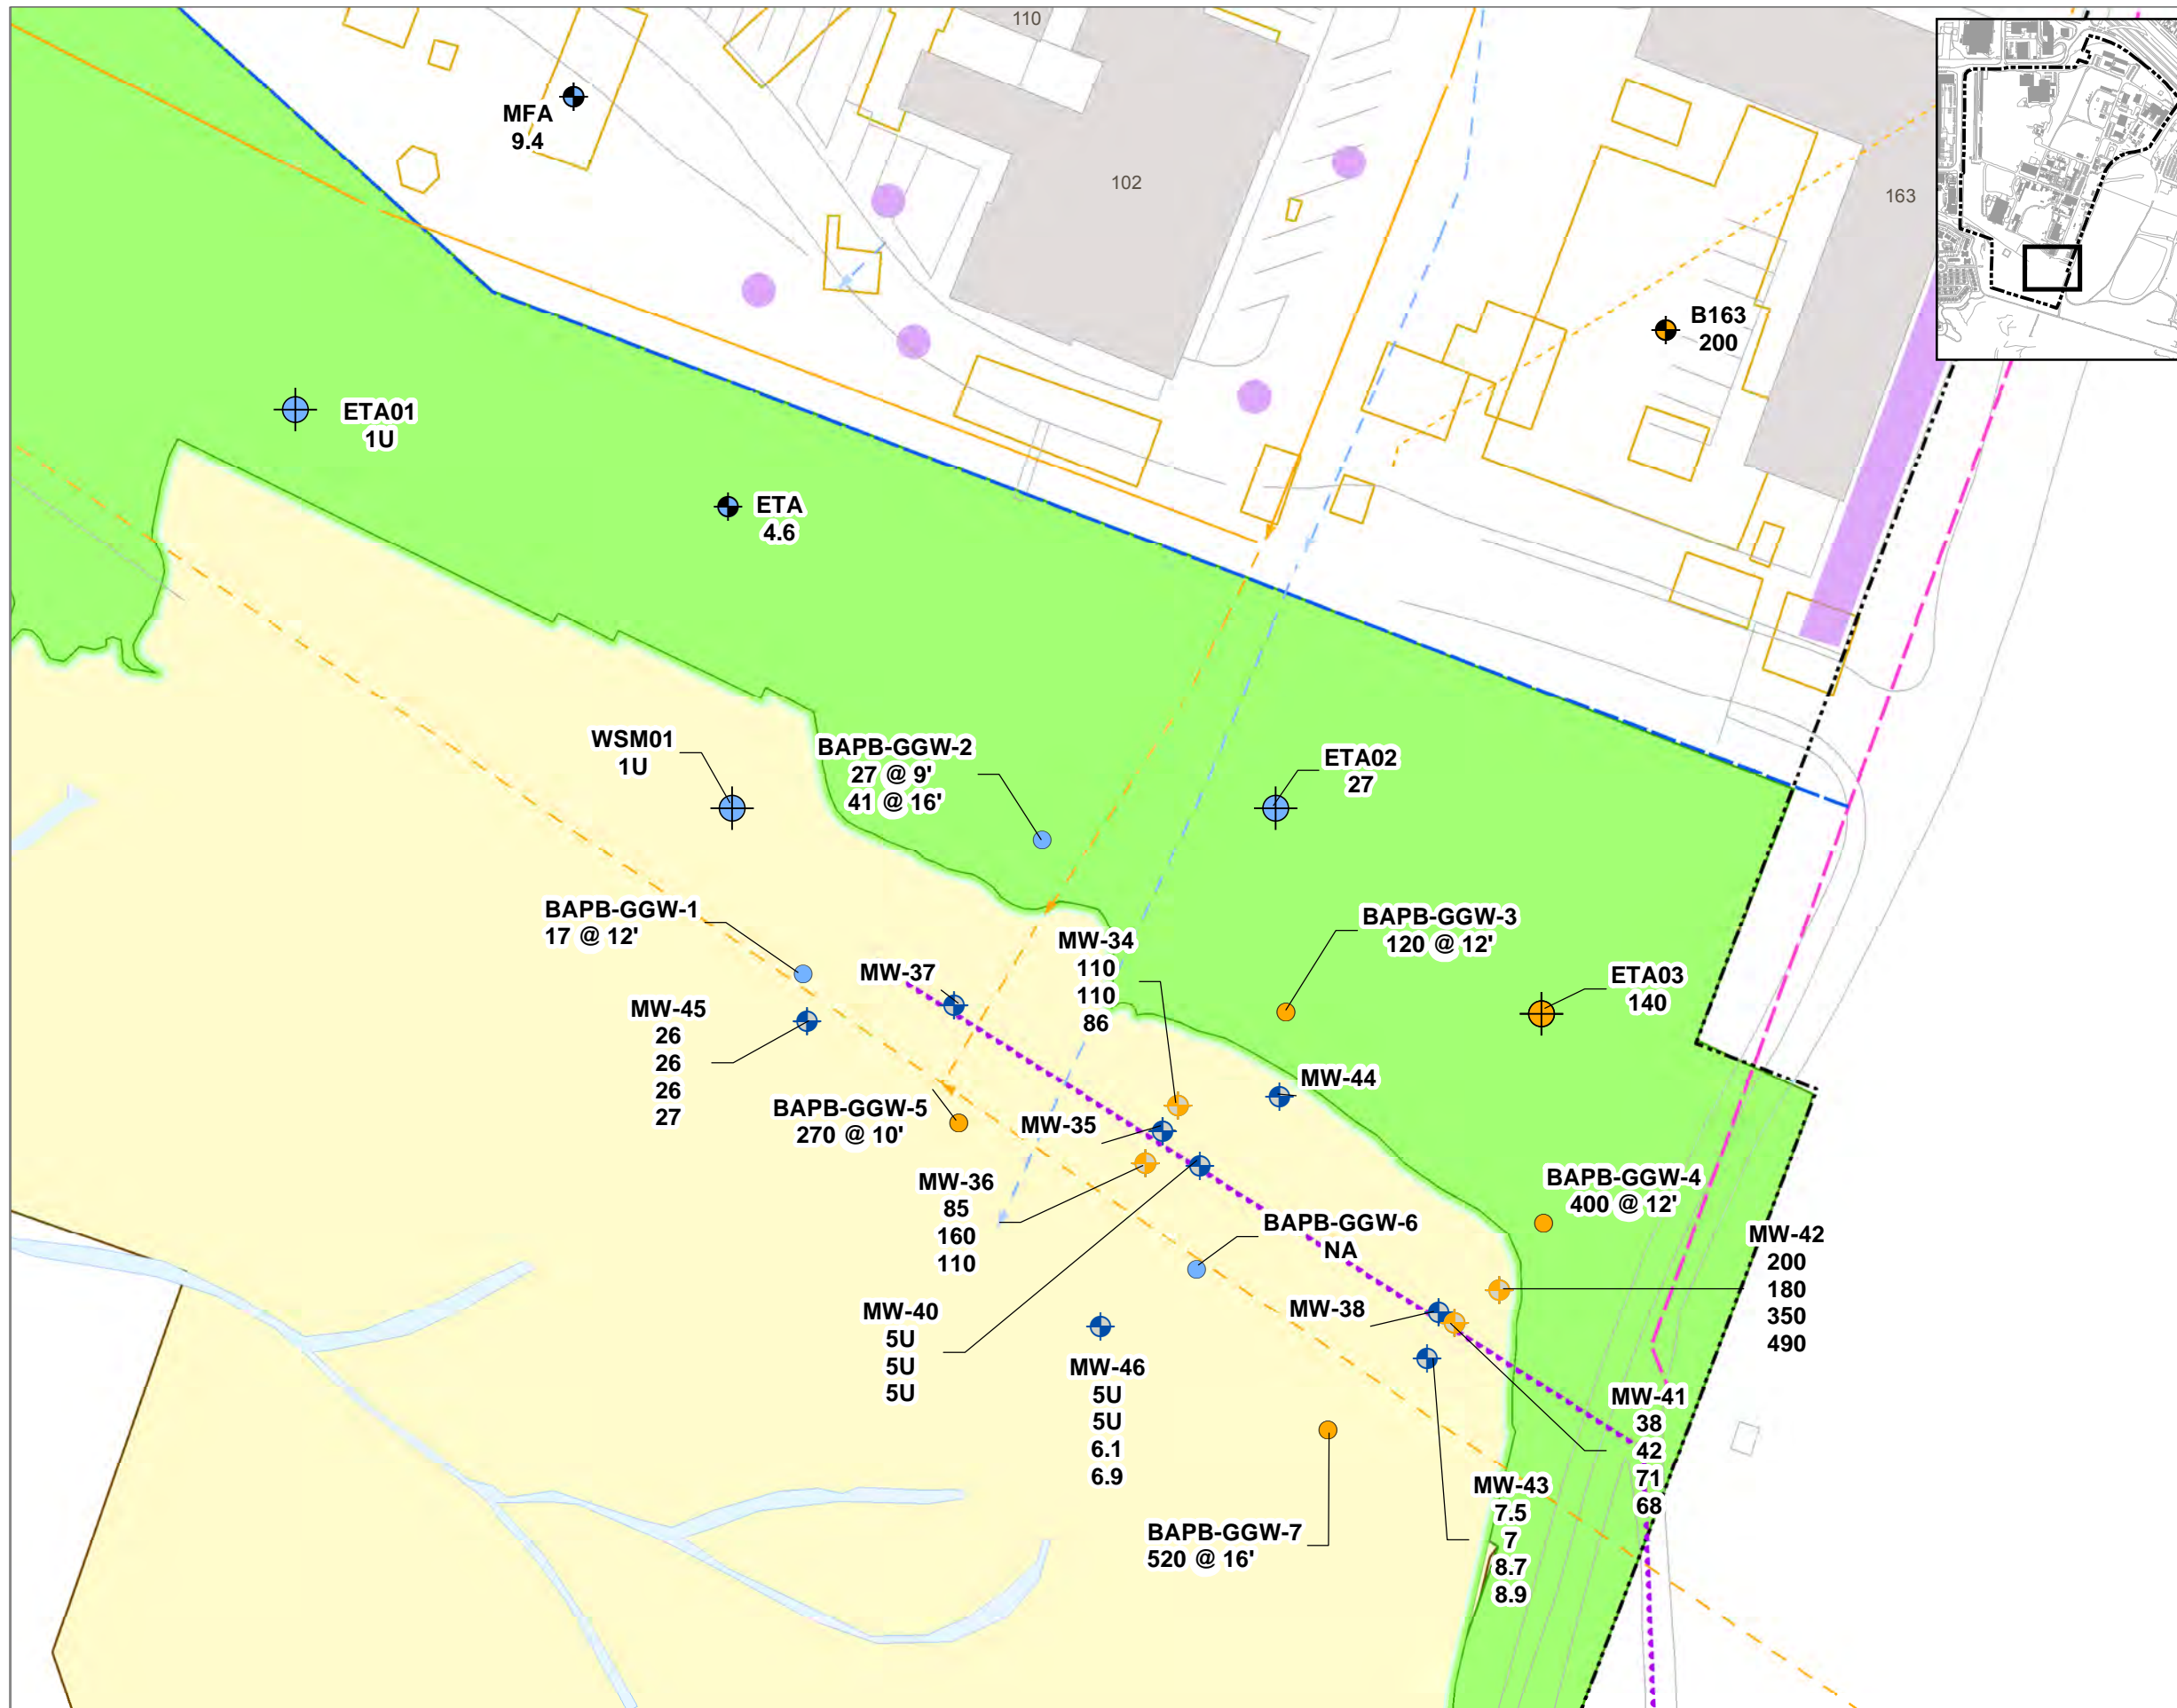 110
MFA
9.4
102
163
B163
200
ETA01
1U
ETA
4.6
WSM01
1U
BAPB-GGW-2
27 @ 9'
41 @ 16'
ETA02
27
BAPB-GGW-1
17 @ 12'
MW-34
110
110
86
BAPB-GGW-3
120 @ 12'
ETA03
140
MW-37
MW-45
26
26
26
27
MW-44
BAPB-GGW-5
270 @ 10'
MW-35
MW-36
85
160
110
BAPB-GGW-4
400 @ 12'
BAPB-GGW-6
NA
MW-42
200
180
350
490
MW-40
5U
5U
5U
MW-38
MW-46
5U
5U
6.1
6.9
MW-41
38
42
71
68
MW-43
7.5
7
8.7
8.9
BAPB-GGW-7
520 @ 16'